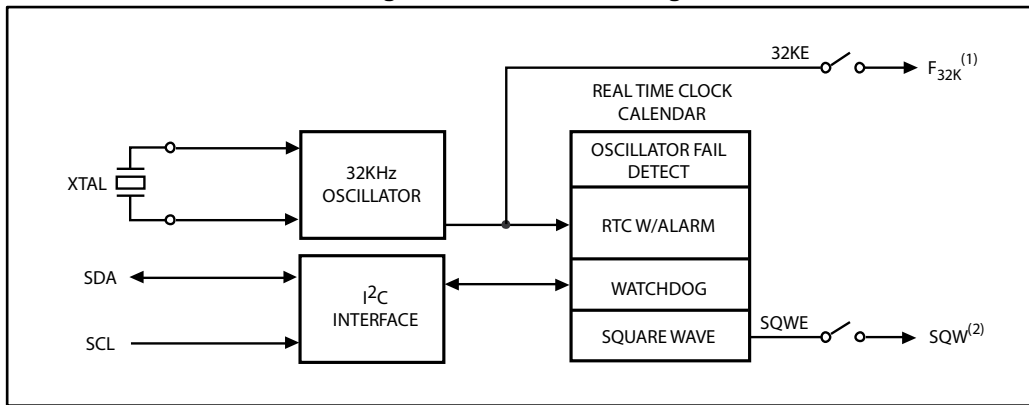 32KE
F32K(1)
REAL TIME CLOCK
CALENDAR
OSCILLATOR FAIL
DETECT
32KHz
OSCILLATOR
XTAL
RTC W/ALARM
SDA
I2C
INTERFACE
WATCHDOG
SCL
SQUARE WAVE
SQWE
SQW(2)